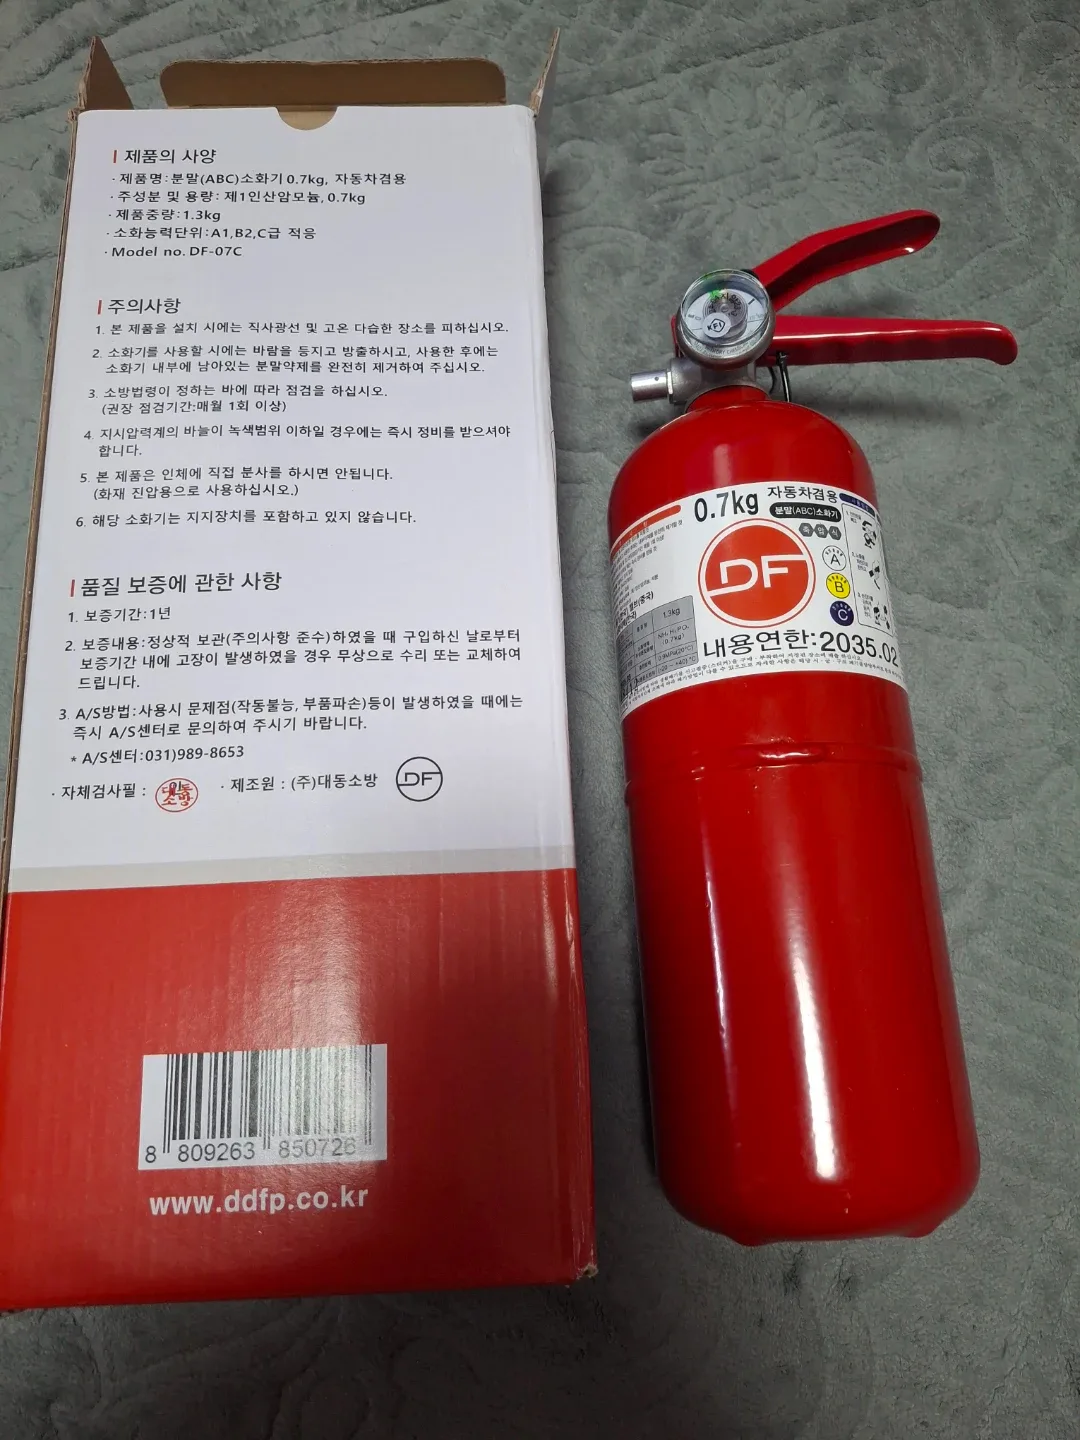 제품의 사양
· 제품명:분말(ABC)소화기 0.7kg, 자동차겸용
· 주성분 및 용량: 제1인산암모늄, 0.7kg
· 제품중량:1.3kg
· 소화능력단위:A1,B2,C급 적응
· Model no. DF-07C
주의사항
1. 본 제품을 설치 시에는 직사광선 및 고온 다습한 장소를 피하십시오.
2. 소화기를 사용할 시에는 바람을 등지고 방출하시고, 사용한 후에는
소화기 내부에 남아있는 분말약제를 완전히 제거하여 주십시오.
3. 소방법령이 정하는 바에 따라 점검을 하십시오.
(권장 점검기간:매월 1회 이상)
4. 지시압력계의 바늘이 녹색범위 이하일 경우에는 즉시 정비를 받으셔야
합니다.
5. 본 제품은 인체에 직접 분사를 하시면 안됩니다.
(화재 진압용으로 사용하십시오.)
6. 해당 소화기는 지지장치를 포함하고 있지 않습니다.
품질 보증에 관한 사항
1. 보증기간:1년
2. 보증내용:정상적 보관(주의사항 준수)하였을 때 구입하신 날로부터
보증기간 내에 고장이 발생하였을 경우 무상으로 수리 또는 교체하여
드립니다.
3. A/S방법:사용시 문제점(작동불능, 부품파손)등이 발생하였을 때에는
즉시 A/S센터로 문의하여 주시기 바랍니다.
* A/S센터:031)989-8653
· 자체검사필 : 대동소방인 · 제조원 : (주)대동소방 DF
8 809263 850726
www.ddfp.co.kr
KFI
0.7kg 자동차겸용
분말(ABC)소화기
축 압 식
DF
A
B
C
1.3kg
NH₄H₂PO₄
(0.7kg)
내용연한:2035.02